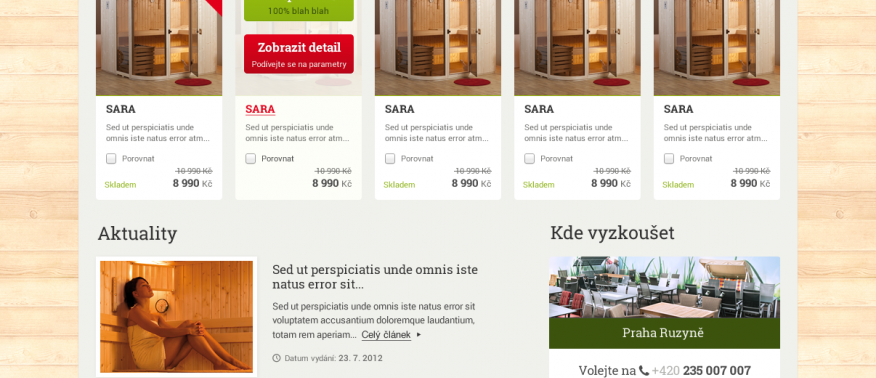 100% blah blah
Zobrazit detail
Podívejte se na parametry
SARA
Sed ut perspiciatis unde
omnis iste natus error atm...
Porovnat
10 990 Kč
Skladem
8 990 Kč
SARA
Sed ut perspiciatis unde
omnis iste natus error atm...
Porovnat
10 990 Kč
8 990 Kč
SARA
Sed ut perspiciatis unde
omnis iste natus error atm...
Porovnat
10 990 Kč
Skladem
8 990 Kč
SARA
Sed ut perspiciatis unde
omnis iste natus error atm...
Porovnat
10 990 Kč
Skladem
8 990 Kč
SARA
Sed ut perspiciatis unde
omnis iste natus error atm...
Porovnat
10 990 Kč
Skladem
8 990 Kč
Aktuality
Sed ut perspiciatis unde omnis iste
natus error sit...
Sed ut perspiciatis unde omnis iste natus error sit
voluptatem accusantium doloremque laudantium,
totam rem aperiam... Celý článek
Datum vydání: 23. 7. 2012
Kde vyzkoušet
Praha Ruzyně
Volejte na +420 235 007 007